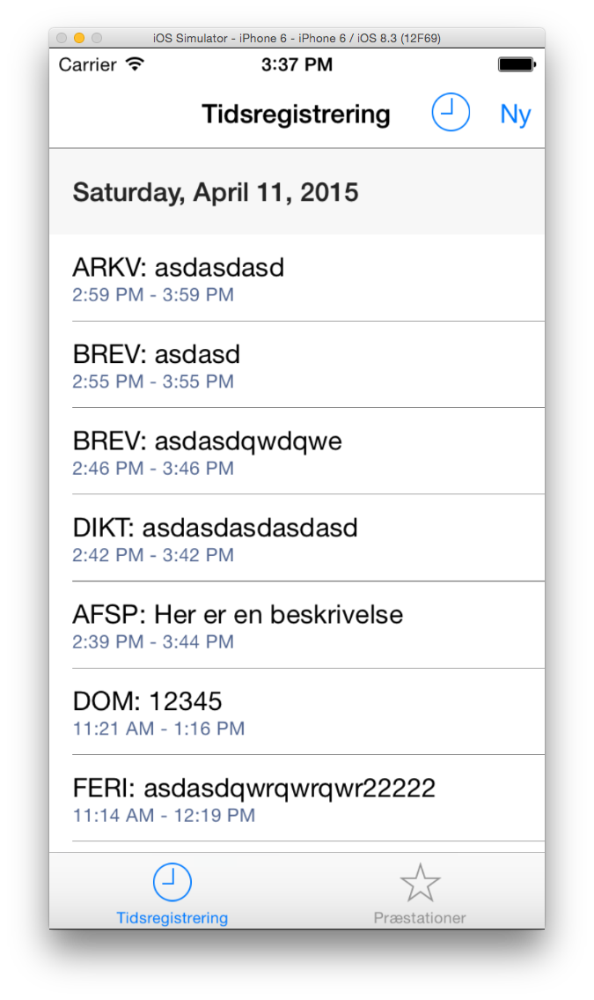 iOS Simulator - iPhone 6 - iPhone 6 / iOS 8.3 (12F69)
Carrier 3:37 PM
Tidsregistrering Ny
Saturday, April 11, 2015
ARKV: asdasdasd
2:59 PM - 3:59 PM
BREV: asdasd
2:55 PM - 3:55 PM
BREV: asdasdqwdqwe
2:46 PM - 3:46 PM
DIKT: asdasdasdasdasd
2:42 PM - 3:42 PM
AFSP: Her er en beskrivelse
2:39 PM - 3:44 PM
DOM: 12345
11:21 AM - 1:16 PM
FERI: asdasdqwrqwrqwr22222
11:14 AM - 12:19 PM
Tidsregistrering Præstationer